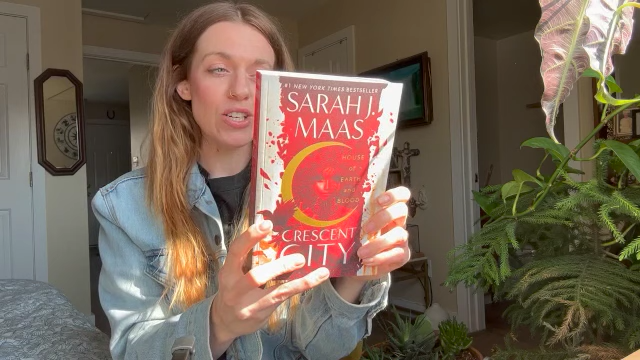 #1 NEW YORK TIMES BESTSELLER
SARAH J.
MAAS
HOUSE
OF
EARTH
AND
BLOOD
CRESCENT
CITY